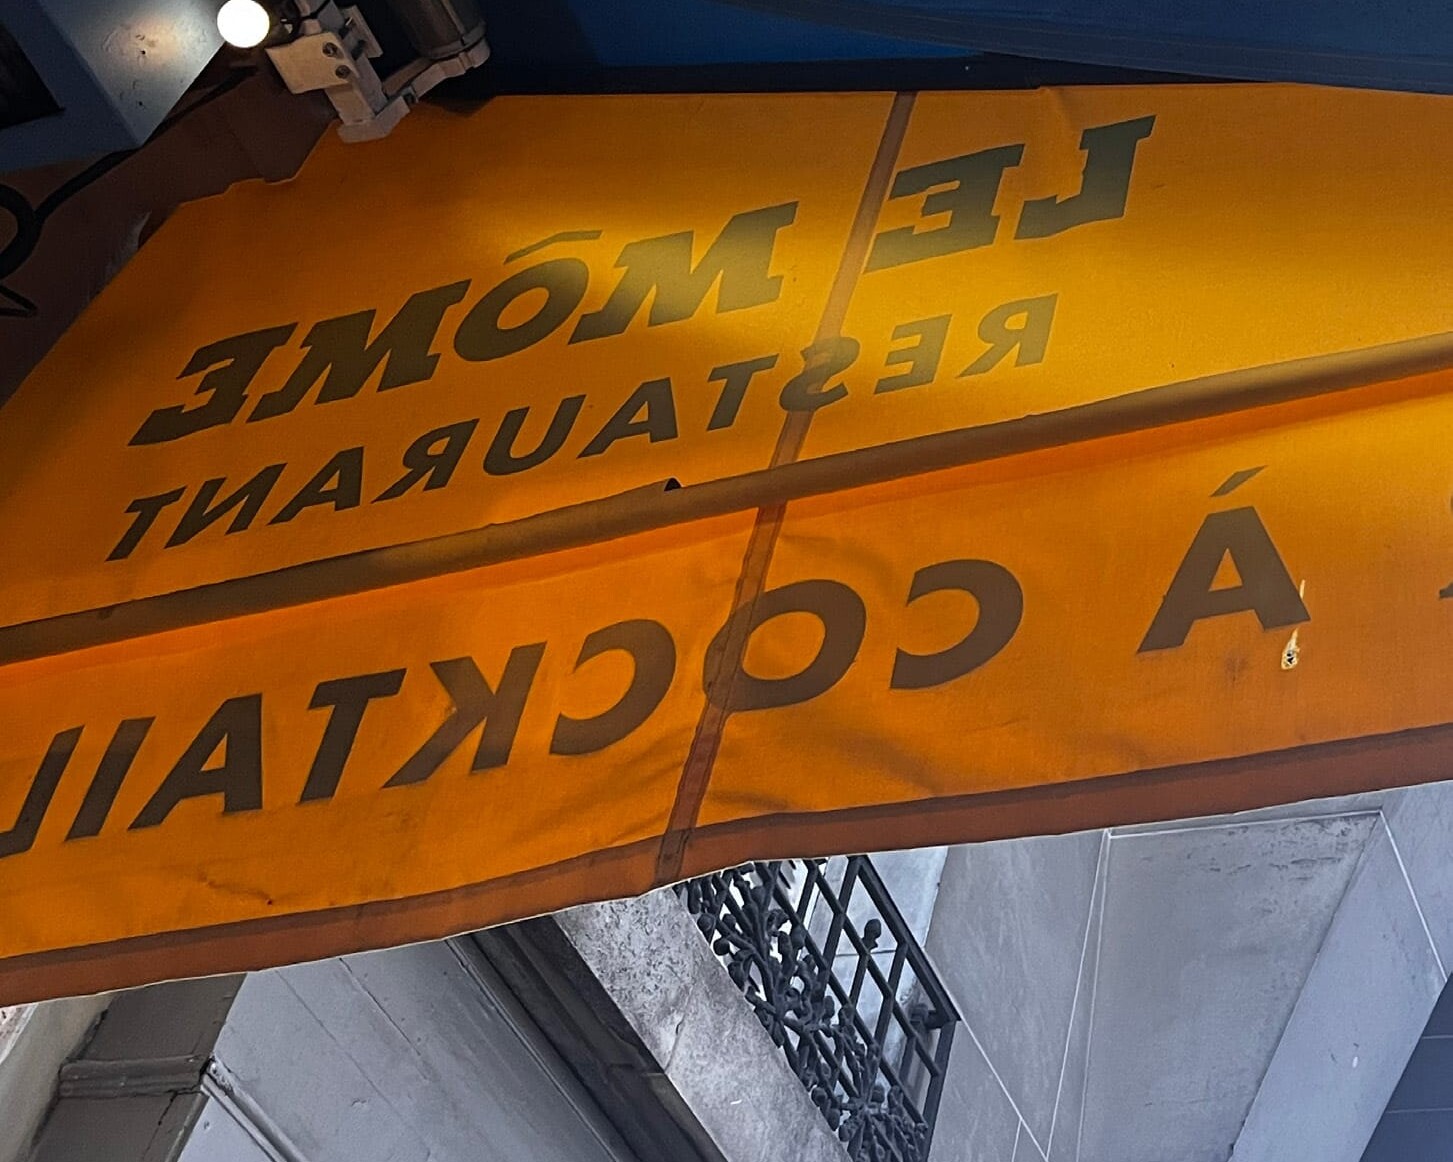 LE MÔME
RESTAURANT
Á COCKTAIL